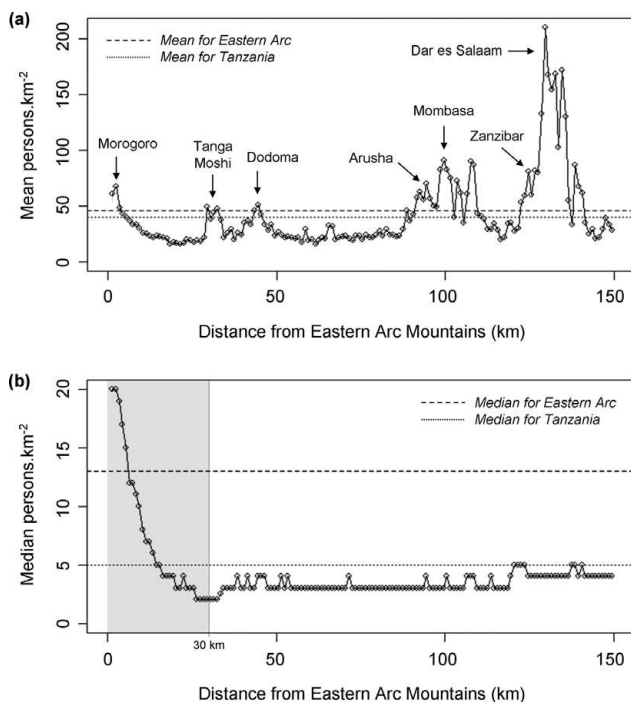 (a)
Mean for Eastern Arc
Mean for Tanzania
Dar es Salaam
Mombasa
Morogoro
Tanga
Moshi
Dodoma
Arusha
Zanzibar
Mean persons.km-2
200
150
100
50
0
0 50 100 150
Distance from Eastern Arc Mountains (km)
(b)
Median for Eastern Arc
Median for Tanzania
Median persons.km-2
20
15
10
5
0
0 30 km 50 100 150
Distance from Eastern Arc Mountains (km)